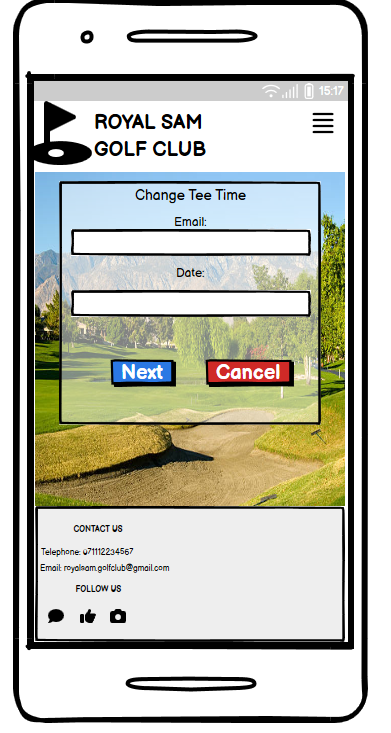 15:17
ROYAL SAM
GOLF CLUB
Change Tee Time
Email:
Date:
Next
Cancel
CONTACT US
Telephone: 071112234567
Email: royalsam.golfclub@gmail.com
FOLLOW US